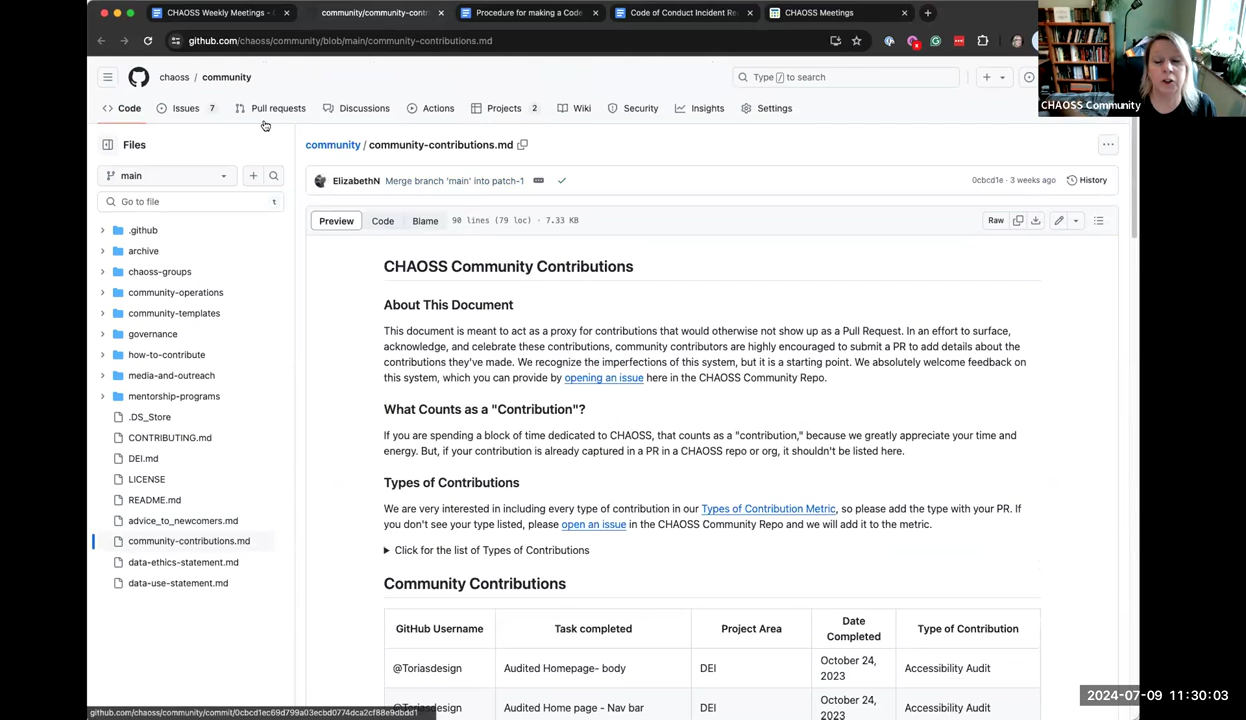 CHAOSS Weekly Meetings -
community/community-contri
Procedure for making a Code
Code of Conduct Incident Re
CHAOSS Meetings
github.com/chaoss/community/blob/main/community-contributions.md
CHAOSS Community
chaoss / community
Type / to search
Code
Issues 7
Pull requests
Discussions
Actions
Projects 2
Wiki
Security
Insights
Settings
Files
main
Go to file
t
.github
archive
chaoss-groups
community-operations
community-templates
governance
how-to-contribute
media-and-outreach
mentorship-programs
.DS_Store
CONTRIBUTING.md
DEI.md
LICENSE
README.md
advice_to_newcomers.md
community-contributions.md
data-ethics-statement.md
data-use-statement.md
community / community-contributions.md
ElizabethN Merge branch 'main' into patch-1
0cbcd1e · 3 weeks ago
History
Preview
Code
Blame
90 lines (79 loc) · 7.33 KB
Raw
CHAOSS Community Contributions
About This Document
This document is meant to act as a proxy for contributions that would otherwise not show up as a Pull Request. In an effort to surface,
acknowledge, and celebrate these contributions, community contributors are highly encouraged to submit a PR to add details about the
contributions they've made. We recognize the imperfections of this system, but it is a starting point. We absolutely welcome feedback on
this system, which you can provide by opening an issue here in the CHAOSS Community Repo.
What Counts as a "Contribution"?
If you are spending a block of time dedicated to CHAOSS, that counts as a "contribution," because we greatly appreciate your time and
energy. But, if your contribution is already captured in a PR in a CHAOSS repo or org, it shouldn't be listed here.
Types of Contributions
We are very interested in including every type of contribution in our Types of Contribution Metric, so please add the type with your PR. If
you don't see your type listed, please open an issue in the CHAOSS Community Repo and we will add it to the metric.
Click for the list of Types of Contributions
Community Contributions
GitHub Username
Task completed
Project Area
Date
Completed
Type of Contribution
@Toriasdesign
Audited Homepage- body
DEI
October 24,
2023
Accessibility Audit
Audited Home page - Nav bar
DEI
October 24,
2023
Accessibility Audit
github.com/chaoss/community/commit/0cbcd1ec69d799a03ecbd0774dca2cf88e9dbdd1
2024-07-09 11:30:03